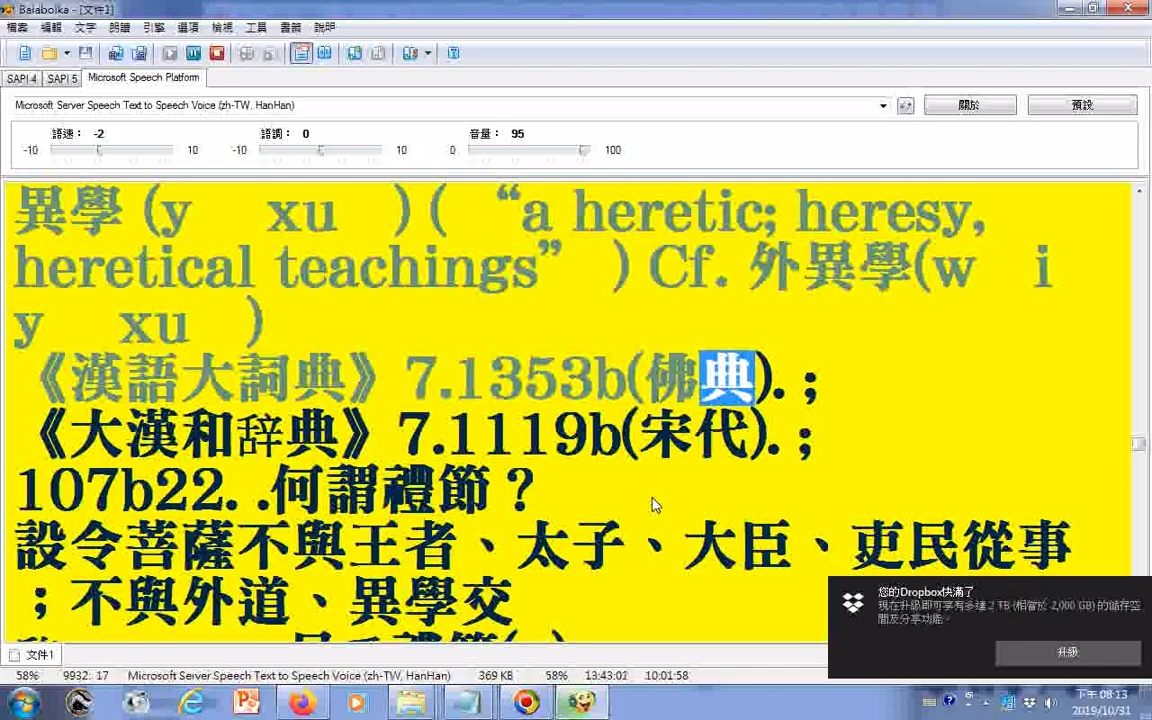 Balabolka - [文件1]
檔案 編輯 文字 朗讀 引擎 選項 檢視 工具 書籤 說明
SAPI 4 SAPI 5 Microsoft Speech Platform
Microsoft Server Speech Text to Speech Voice (zh-TW, HanHan) 關於 預設
語速： -2 語調： 0 音量： 95
-10 10 -10 10 0 100
異學 (y xu )( “a heretic; heresy,
heretical teachings” ) Cf. 外異學(w i
y xu )
《漢語大詞典》 7.1353b(佛典).；
《大漢和辞典》 7.1119b(宋代).；
107b22. .何謂禮節？
設令菩薩不與王者、太子、大臣、吏民從事
；不與外道、異學交
您的Dropbox快滿了
現在升級即可享有多達 2 TB (相當於 2,000 GB) 的儲存空
間及分享功能。
升級
文件1
58% 9932: 17 Microsoft Server Speech Text to Speech Voice (zh-TW, HanHan) 369 KB 58% 13:43:02 10:01:58
下午 08:13
2019/10/31